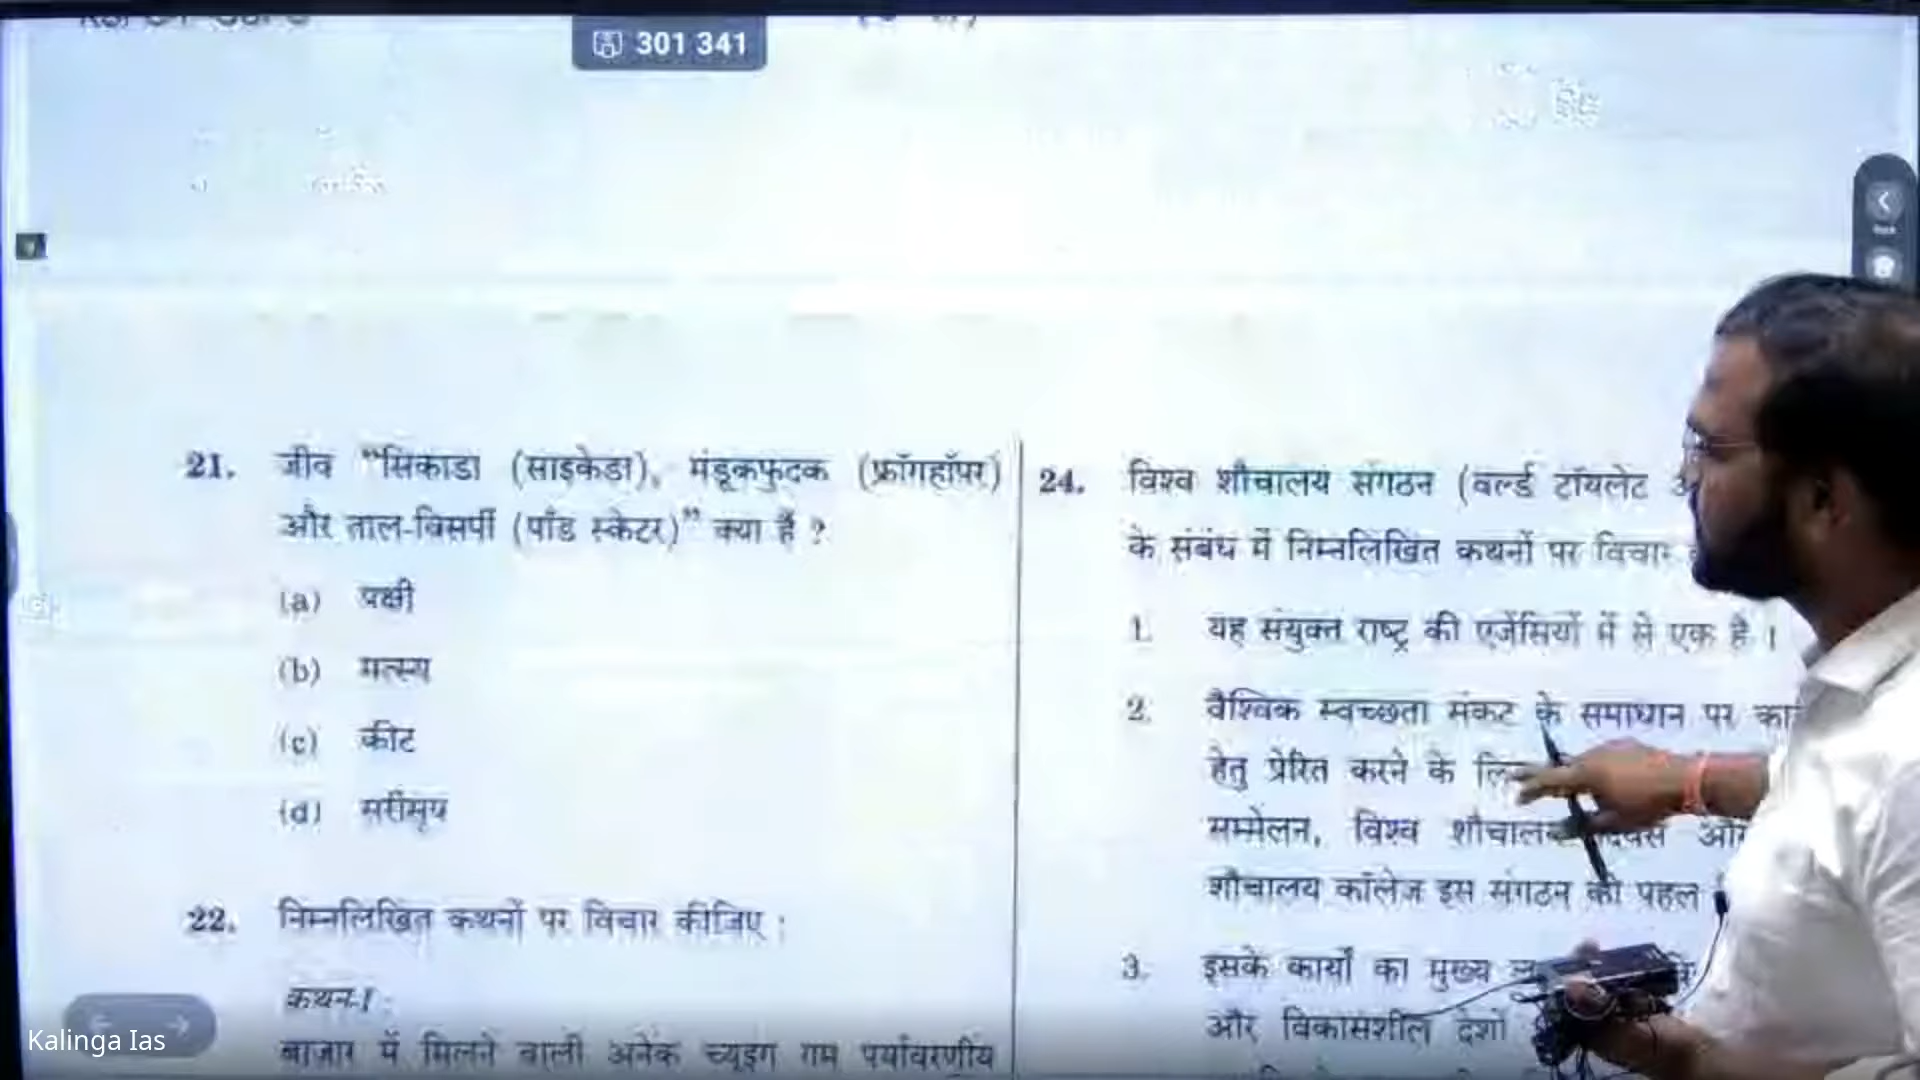 301 341
21. जीव "सिकाडा (साइकेडा), मंडूकफुदक (फ्रॉगहॉपर)
और ताल-विसर्पी (पॉंड स्केटर)" क्या हैं ?
(a) पक्षी
(b) मत्स्य
(c) कीट
(d) सरीसृप
22. निम्नलिखित कथनों पर विचार कीजिए :
कथन-I :
बाज़ार में मिलने वाली अनेक च्यूइंग गम पर्यावरणीय
24. विश्व शौचालय संगठन (वर्ल्ड टॉयलेट
के संबंध में निम्नलिखित कथनों पर विचार
1. यह संयुक्त राष्ट्र की एजेंसियों में से एक है ।
2. वैश्विक स्वच्छता संकट के समाधान पर
हेतु प्रेरित करने के
सम्मेलन, विश्व
शौचालय कॉलेज इस संगठन की पहल
3. इसके कार्यों का मुख्य
और विकासशील देशों
Kalinga Ias